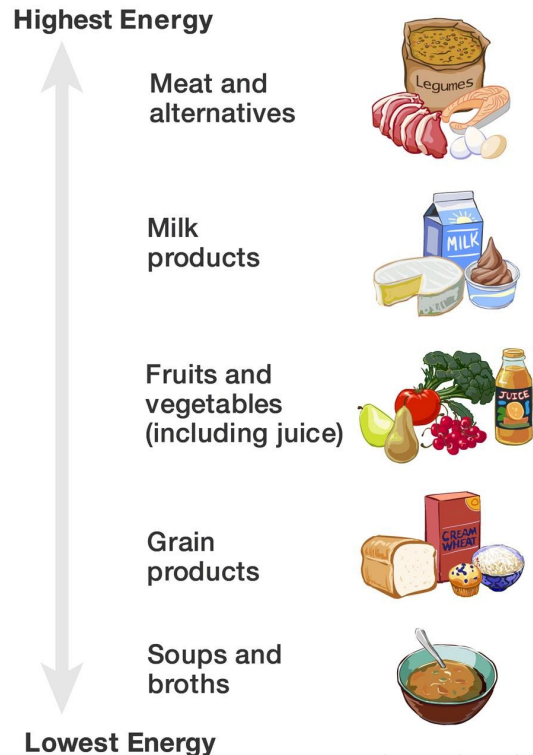 Highest Energy
Legumes
Meat and
alternatives
Milk
products
MILK
Fruits and
vegetables
(including juice)
JUICE
Grain
products
CREAM
WHEAT
Soups and
broths
Lowest Energy